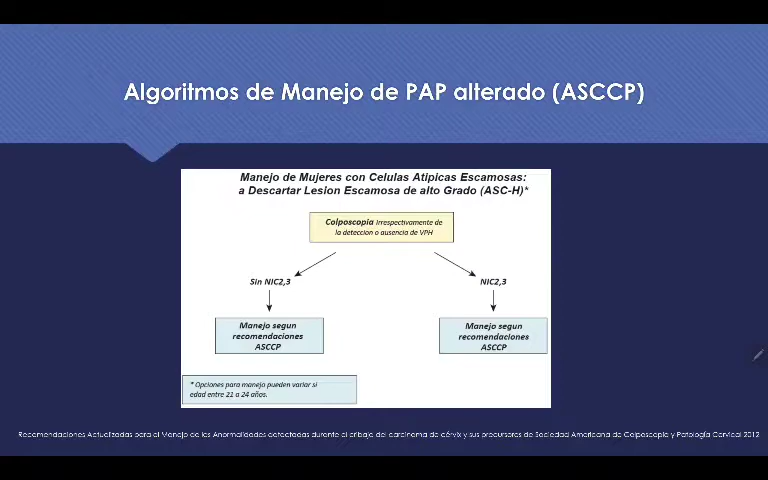 Algoritmos de Manejo de PAP alterado (ASCCP)
Manejo de Mujeres con Celulas Atipicas Escamosas:
a Descartar Lesion Escamosa de alto Grado (ASC-H)*
Colposcopia Irrespectivamente de
la deteccion o ausencia de VPH
Sin NIC2,3
NIC2,3
Manejo segun
recomendaciones
ASCCP
Manejo segun
recomendaciones
ASCCP
* Opciones para manejo pueden variar si
edad entre 21 a 24 años.
Recomendaciones Actualizadas para el Manejo de las Anormalidades detectadas durante el cribaje del carcinoma de cérvix y sus precursores de Sociedad Americana de Colposcopia y Patología Cervical 2012